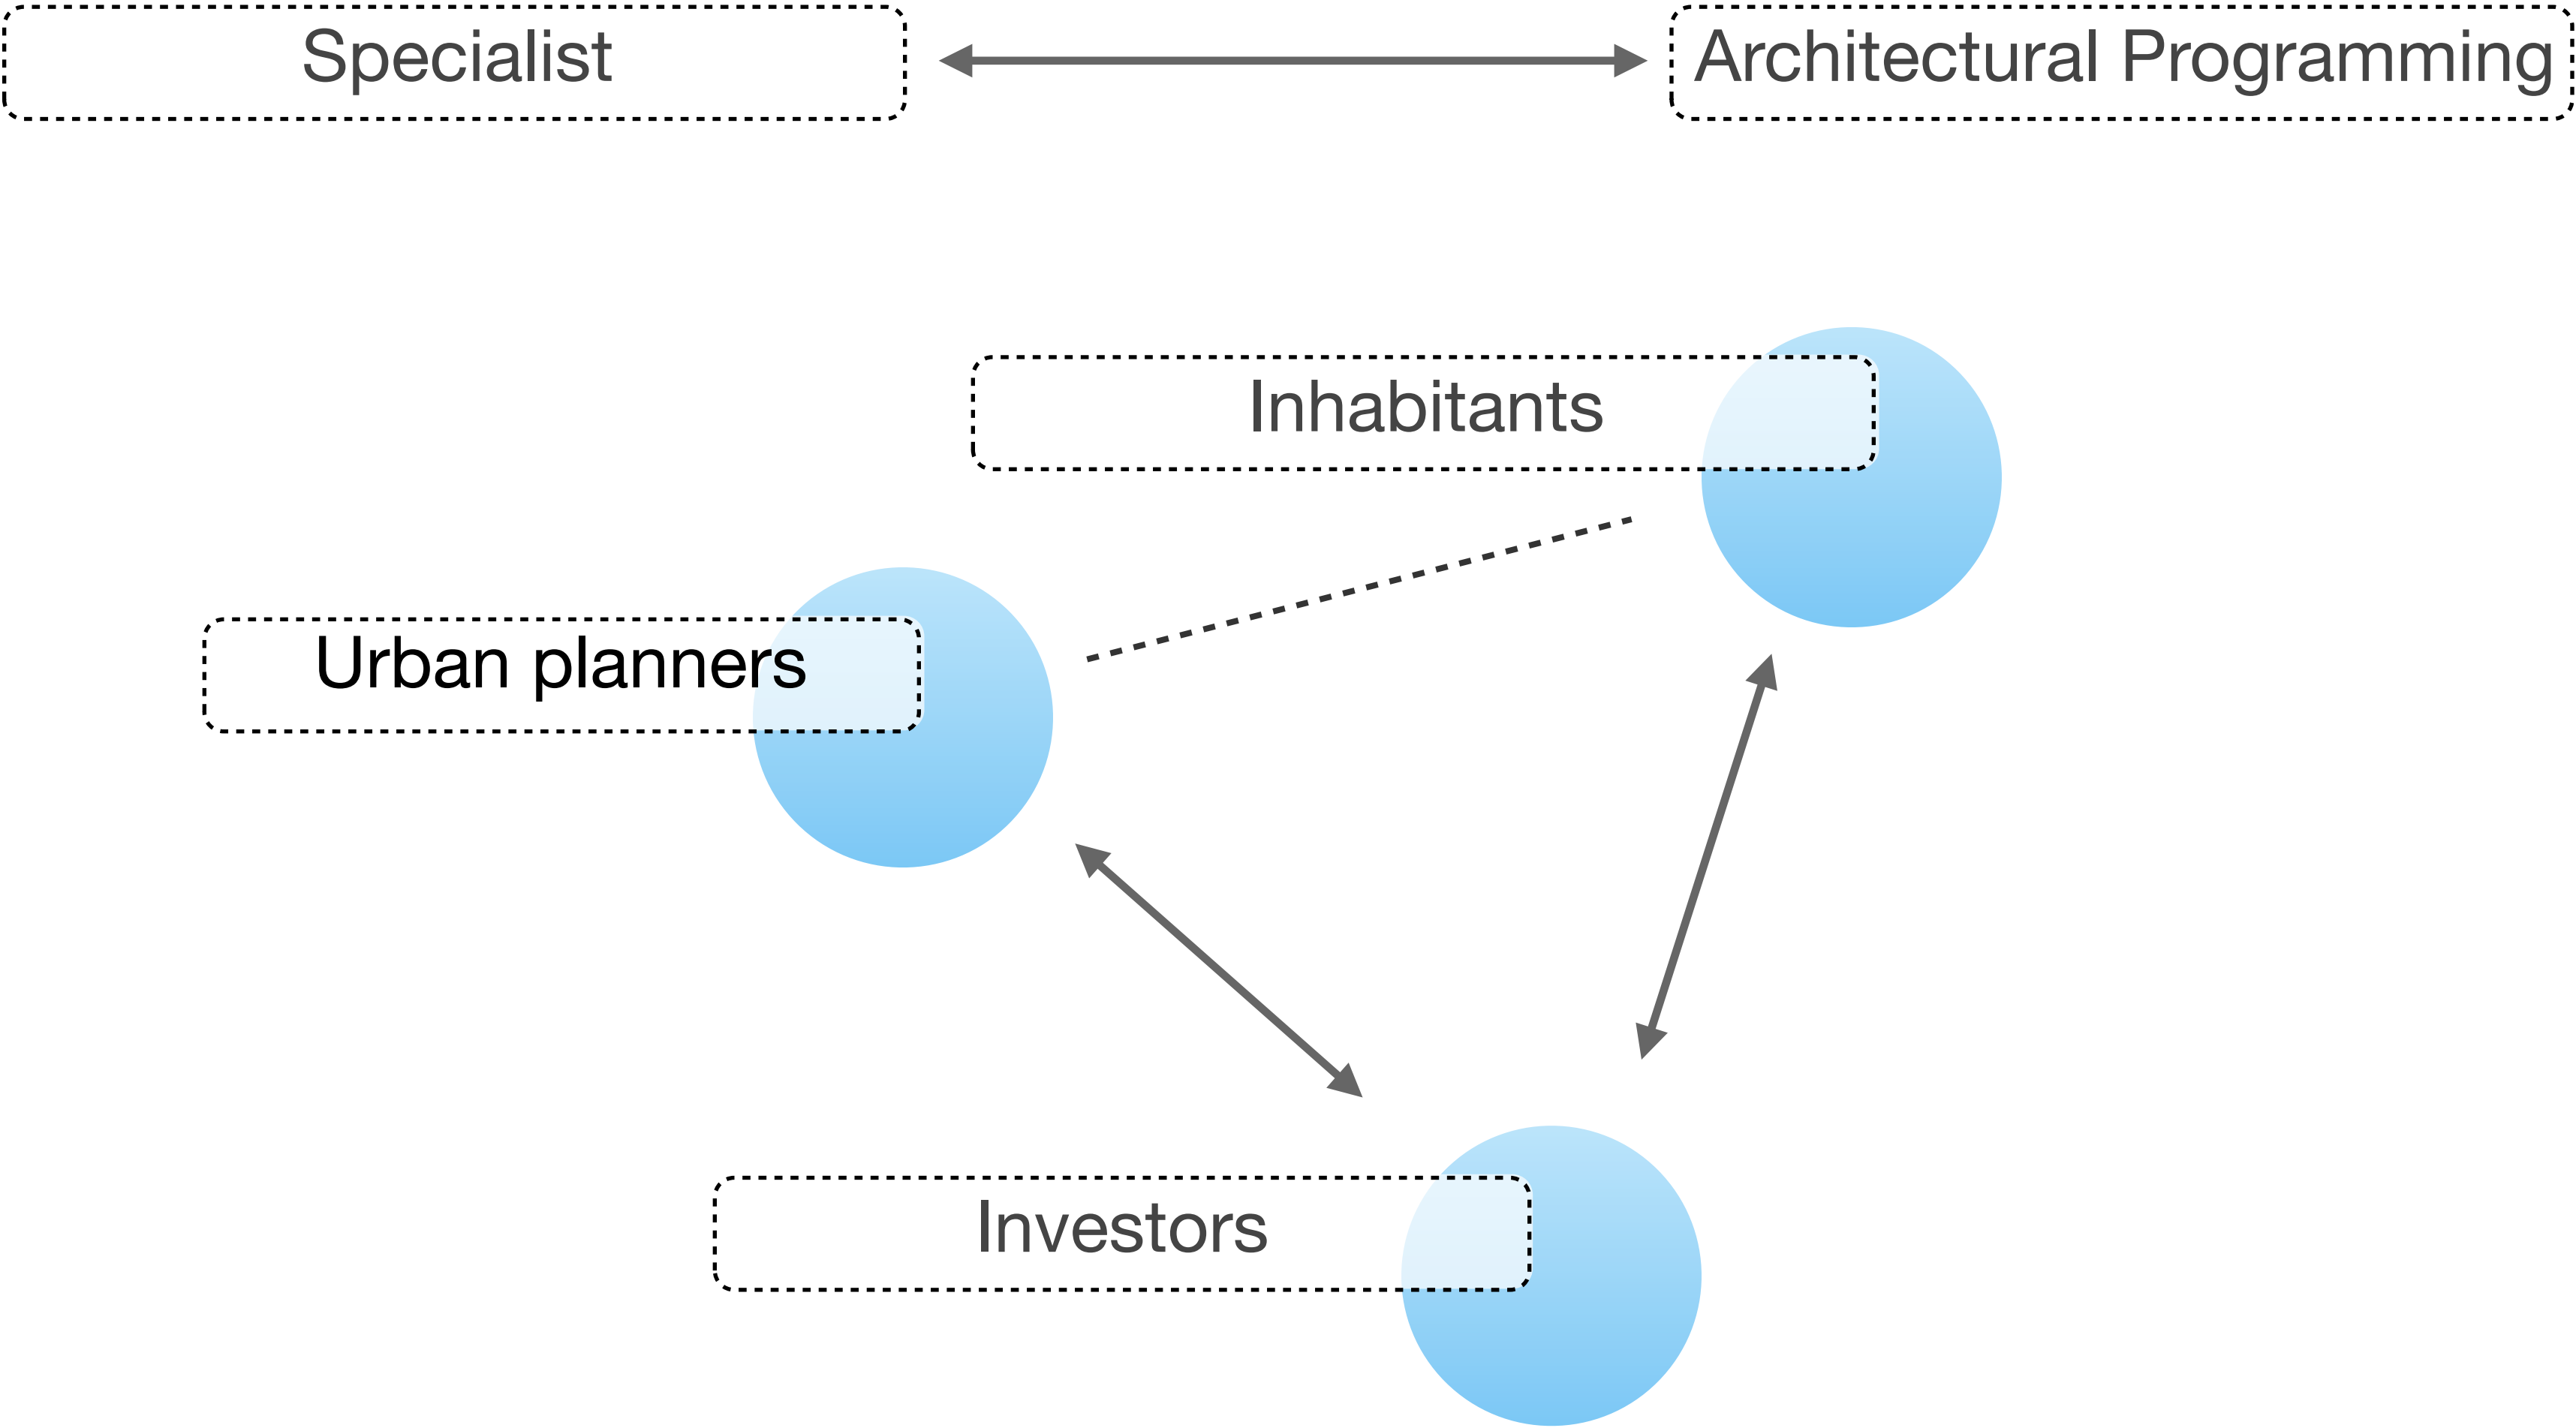 Specialist
Architectural Programming
Inhabitants
Urban planners
Investors